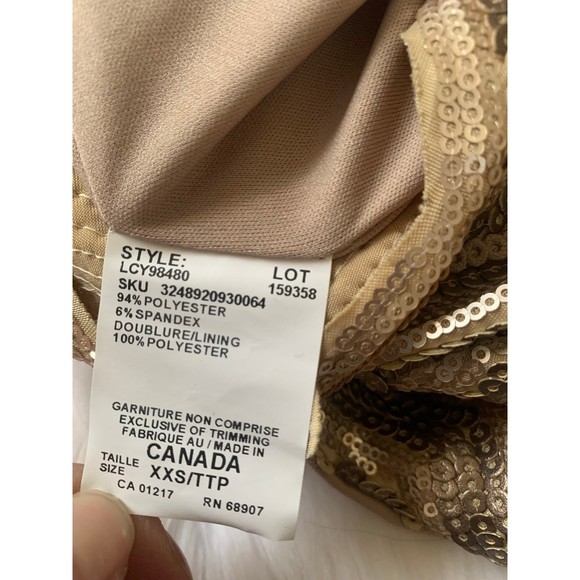 STYLE:
LCY98480 LOT
SKU 3248920930064 159358
94% POLYESTER
6% SPANDEX
DOUBLURE/LINING
100% POLYESTER
GARNITURE NON COMPRISE
EXCLUSIVE OF TRIMMING
FABRIQUE AU / MADE IN
CANADA
TAILLE
SIZE XXS/TTP
CA 01217 RN 68907